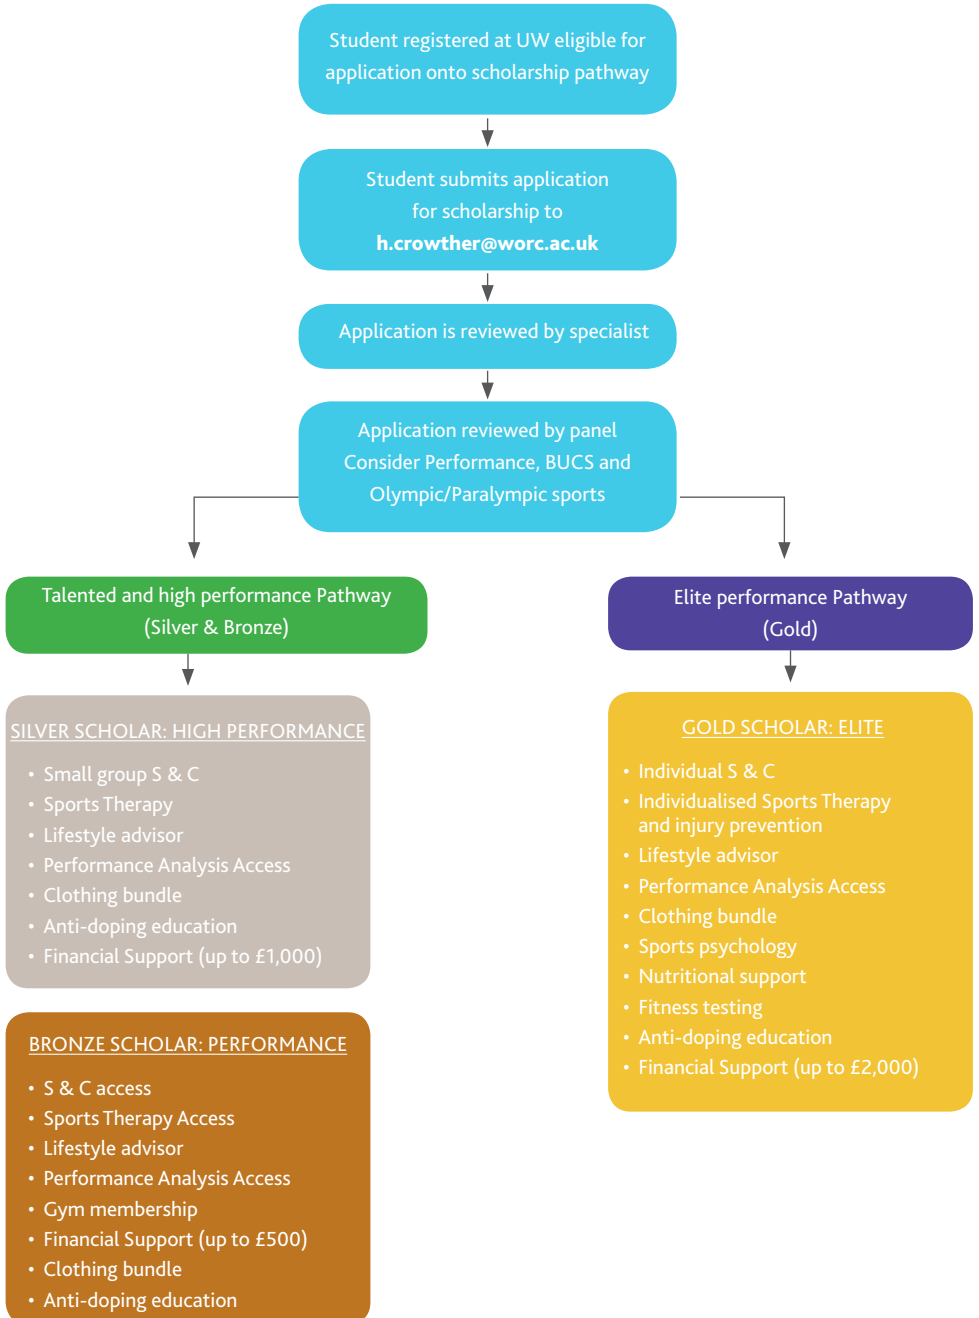 Student registered at UW eligible for
application onto scholarship pathway
Student submits application
for scholarship to
h.crowther@worc.ac.uk
Application is reviewed by specialist
Application reviewed by panel
Consider Performance, BUCS and
Olympic/Paralympic sports
Talented and high performance Pathway
(Silver & Bronze)
SILVER SCHOLAR: HIGH PERFORMANCE
• Small group S & C
• Sports Therapy
• Lifestyle advisor
• Performance Analysis Access
• Clothing bundle
• Anti-doping education
• Financial Support (up to £1,000)
BRONZE SCHOLAR: PERFORMANCE
• S & C access
• Sports Therapy Access
• Lifestyle advisor
• Performance Analysis Access
• Gym membership
• Financial Support (up to £500)
• Clothing bundle
• Anti-doping education
Elite performance Pathway
(Gold)
GOLD SCHOLAR: ELITE
• Individual S & C
• Individualised Sports Therapy
and injury prevention
• Lifestyle advisor
• Performance Analysis Access
• Clothing bundle
• Sports psychology
• Nutritional support
• Fitness testing
• Anti-doping education
• Financial Support (up to £2,000)